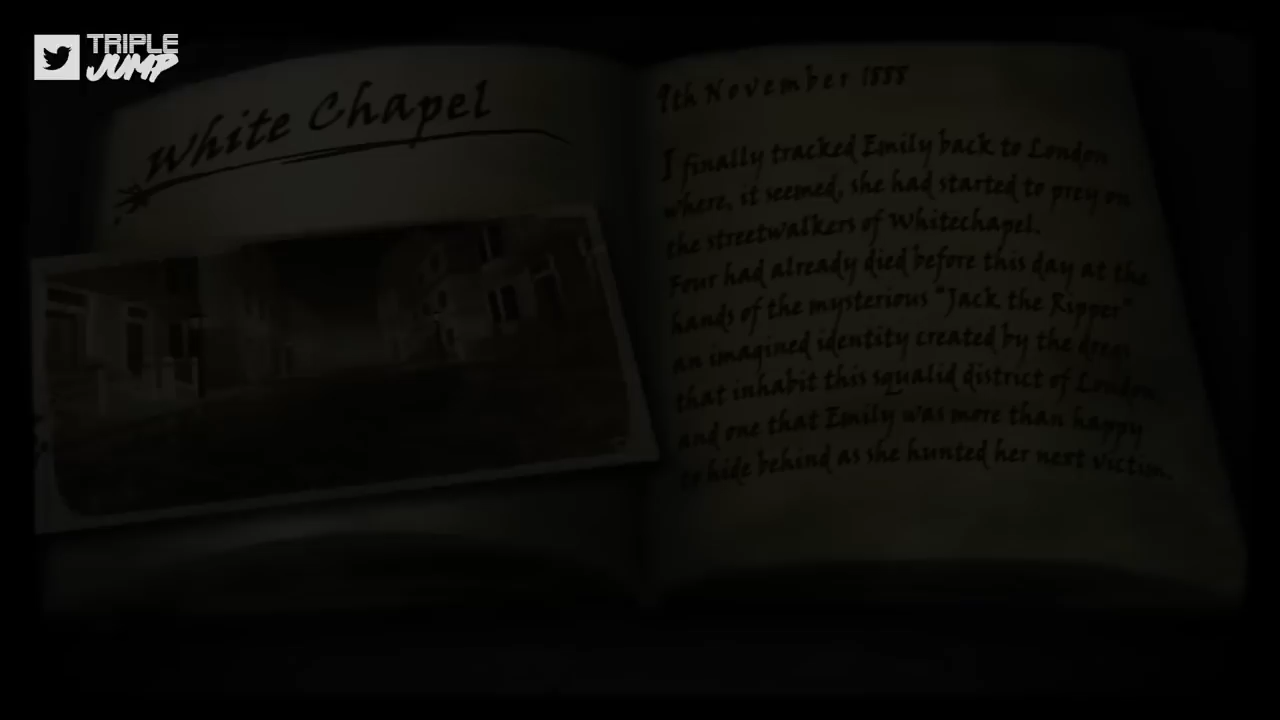 TRIPLE
JUMP
White Chapel
9th November 1888
I finally tracked Emily back to London
where, it seemed, she had started to prey on
the streetwalkers of Whitechapel.
Four had already died before this day at the
hands of the mysterious "Jack the Ripper"
an imagined identity created by the dregs
that inhabit this squalid district of London
and one that Emily was more than happy
to hide behind as she hunted her next victim.